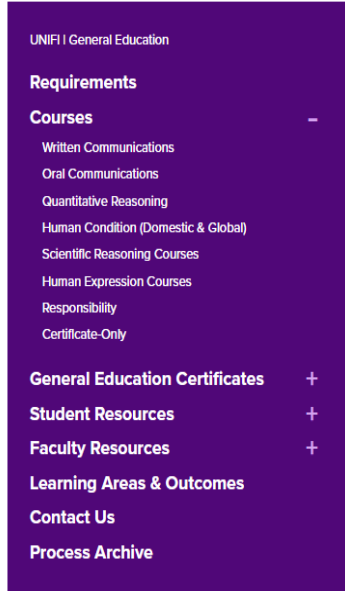 UNIFI | General Education
Requirements
Courses −
Written Communications
Oral Communications
Quantitative Reasoning
Human Condition (Domestic & Global)
Scientific Reasoning Courses
Human Expression Courses
Responsibility
Certificate-Only
General Education Certificates +
Student Resources +
Faculty Resources +
Learning Areas & Outcomes
Contact Us
Process Archive